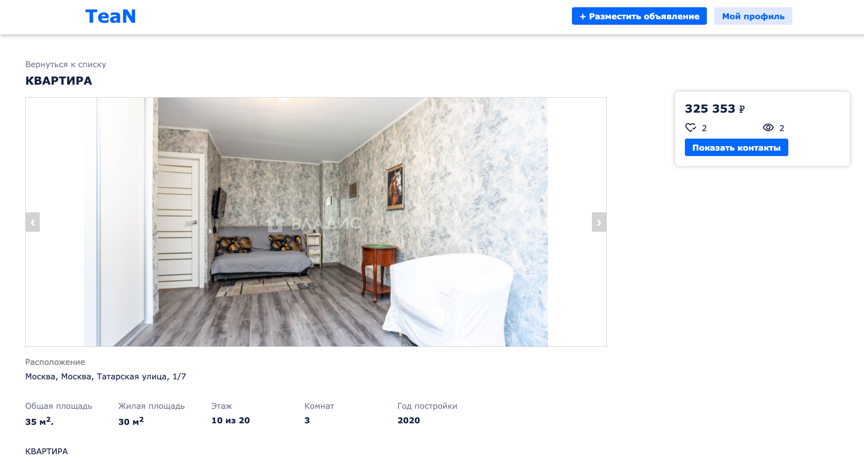 TeaN
+ Разместить объявление
Мой профиль
Вернуться к списку
КВАРТИРА
325 353 ₽
2
2
Показать контакты
‹
›
ВЛАДИС
Расположение
Москва, Москва, Татарская улица, 1/7
Общая площадь Жилая площадь Этаж Комнат Год постройки
35 м². 30 м² 10 из 20 3 2020
КВАРТИРА